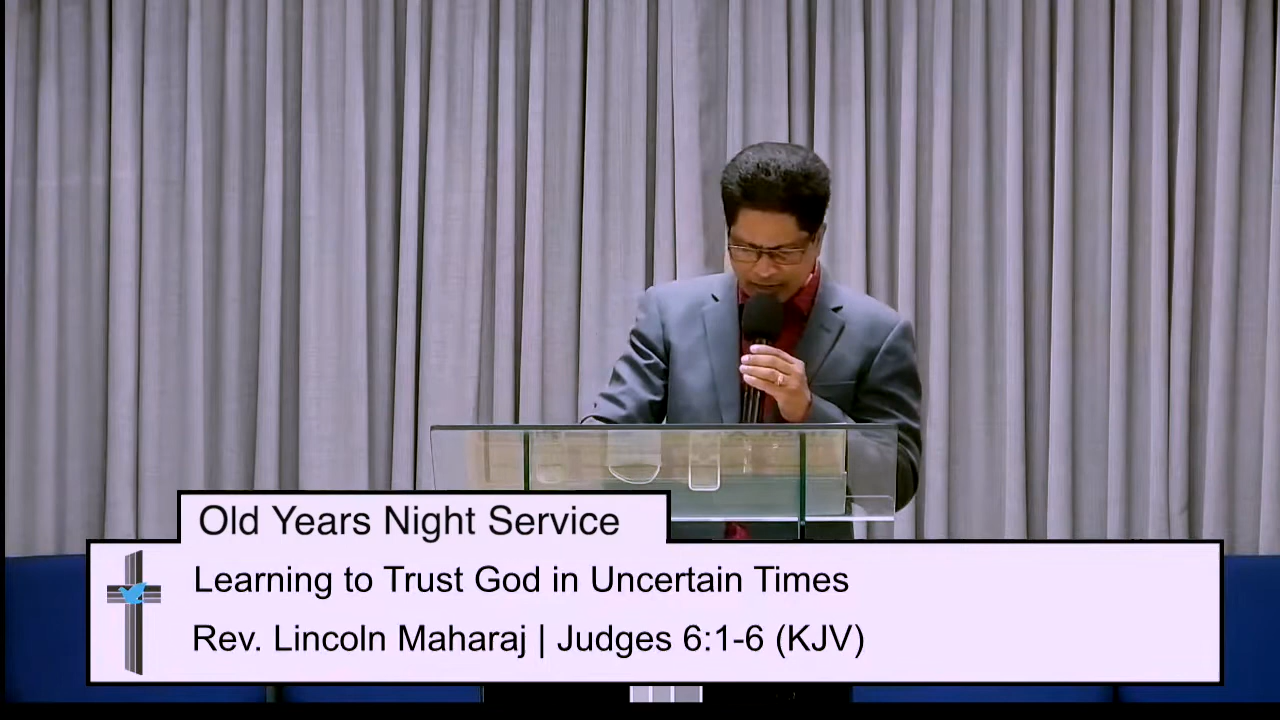 Old Years Night Service
Learning to Trust God in Uncertain Times
Rev. Lincoln Maharaj | Judges 6:1-6 (KJV)